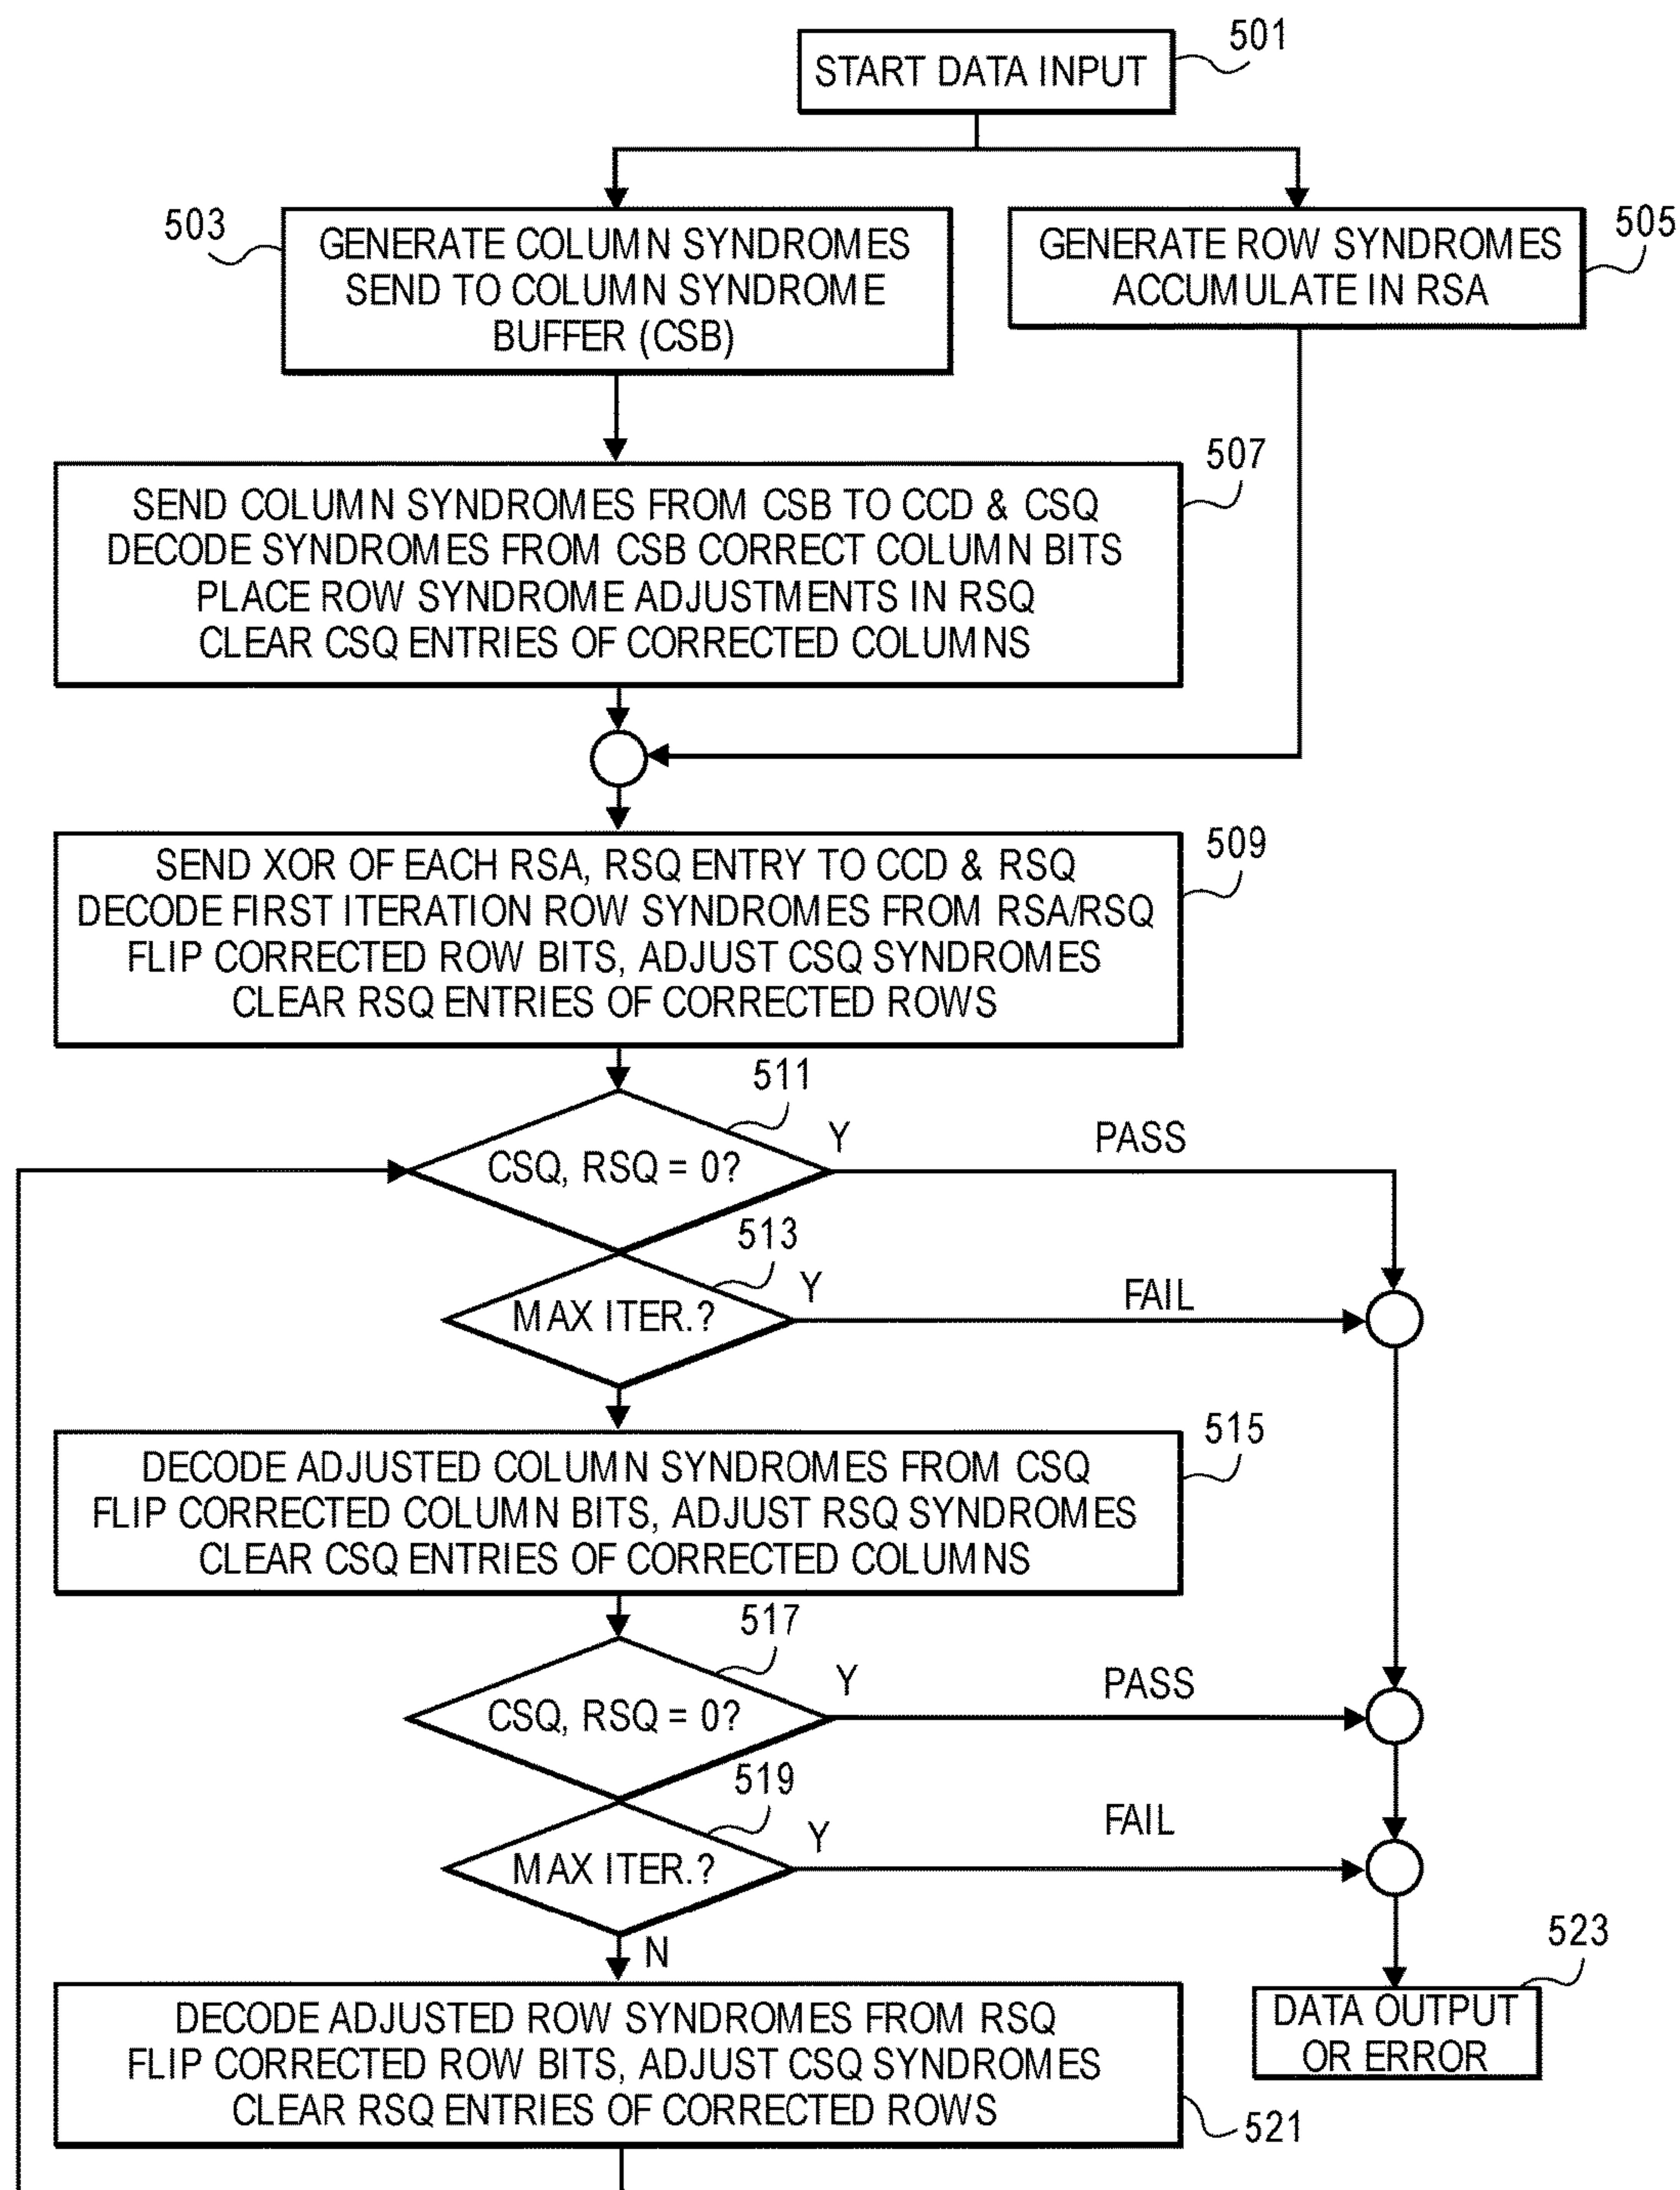 START DATA INPUT
501
503
GENERATE COLUMN SYNDROMES
SEND TO COLUMN SYNDROME
BUFFER (CSB)
GENERATE ROW SYNDROMES
ACCUMULATE IN RSA
505
507
SEND COLUMN SYNDROMES FROM CSB TO CCD & CSQ
DECODE SYNDROMES FROM CSB CORRECT COLUMN BITS
PLACE ROW SYNDROME ADJUSTMENTS IN RSQ
CLEAR CSQ ENTRIES OF CORRECTED COLUMNS
509
SEND XOR OF EACH RSA, RSQ ENTRY TO CCD & RSQ
DECODE FIRST ITERATION ROW SYNDROMES FROM RSA/RSQ
FLIP CORRECTED ROW BITS, ADJUST CSQ SYNDROMES
CLEAR RSQ ENTRIES OF CORRECTED ROWS
511
CSQ, RSQ = 0?
Y
PASS
513
MAX ITER.?
Y
FAIL
515
DECODE ADJUSTED COLUMN SYNDROMES FROM CSQ
FLIP CORRECTED COLUMN BITS, ADJUST RSQ SYNDROMES
CLEAR CSQ ENTRIES OF CORRECTED COLUMNS
517
CSQ, RSQ = 0?
Y
PASS
519
MAX ITER.?
Y
FAIL
N
523
DATA OUTPUT
OR ERROR
DECODE ADJUSTED ROW SYNDROMES FROM RSQ
FLIP CORRECTED ROW BITS, ADJUST CSQ SYNDROMES
CLEAR RSQ ENTRIES OF CORRECTED ROWS
521